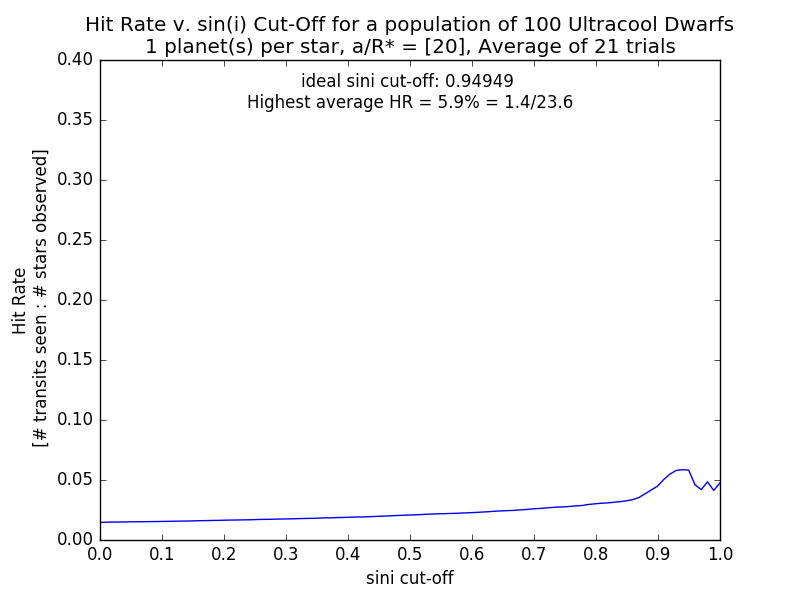 Hit Rate v. sin(i) Cut-Off for a population of 100 Ultracool Dwarfs
1 planet(s) per star, a/R* = [20], Average of 21 trials
ideal sini cut-off: 0.94949
Highest average HR = 5.9% = 1.4/23.6
0.40
0.35
0.30
0.25
0.20
0.15
0.10
0.05
0.00
Hit Rate
[# transits seen : # stars observed]
0.0 0.1 0.2 0.3 0.4 0.5 0.6 0.7 0.8 0.9 1.0
sini cut-off